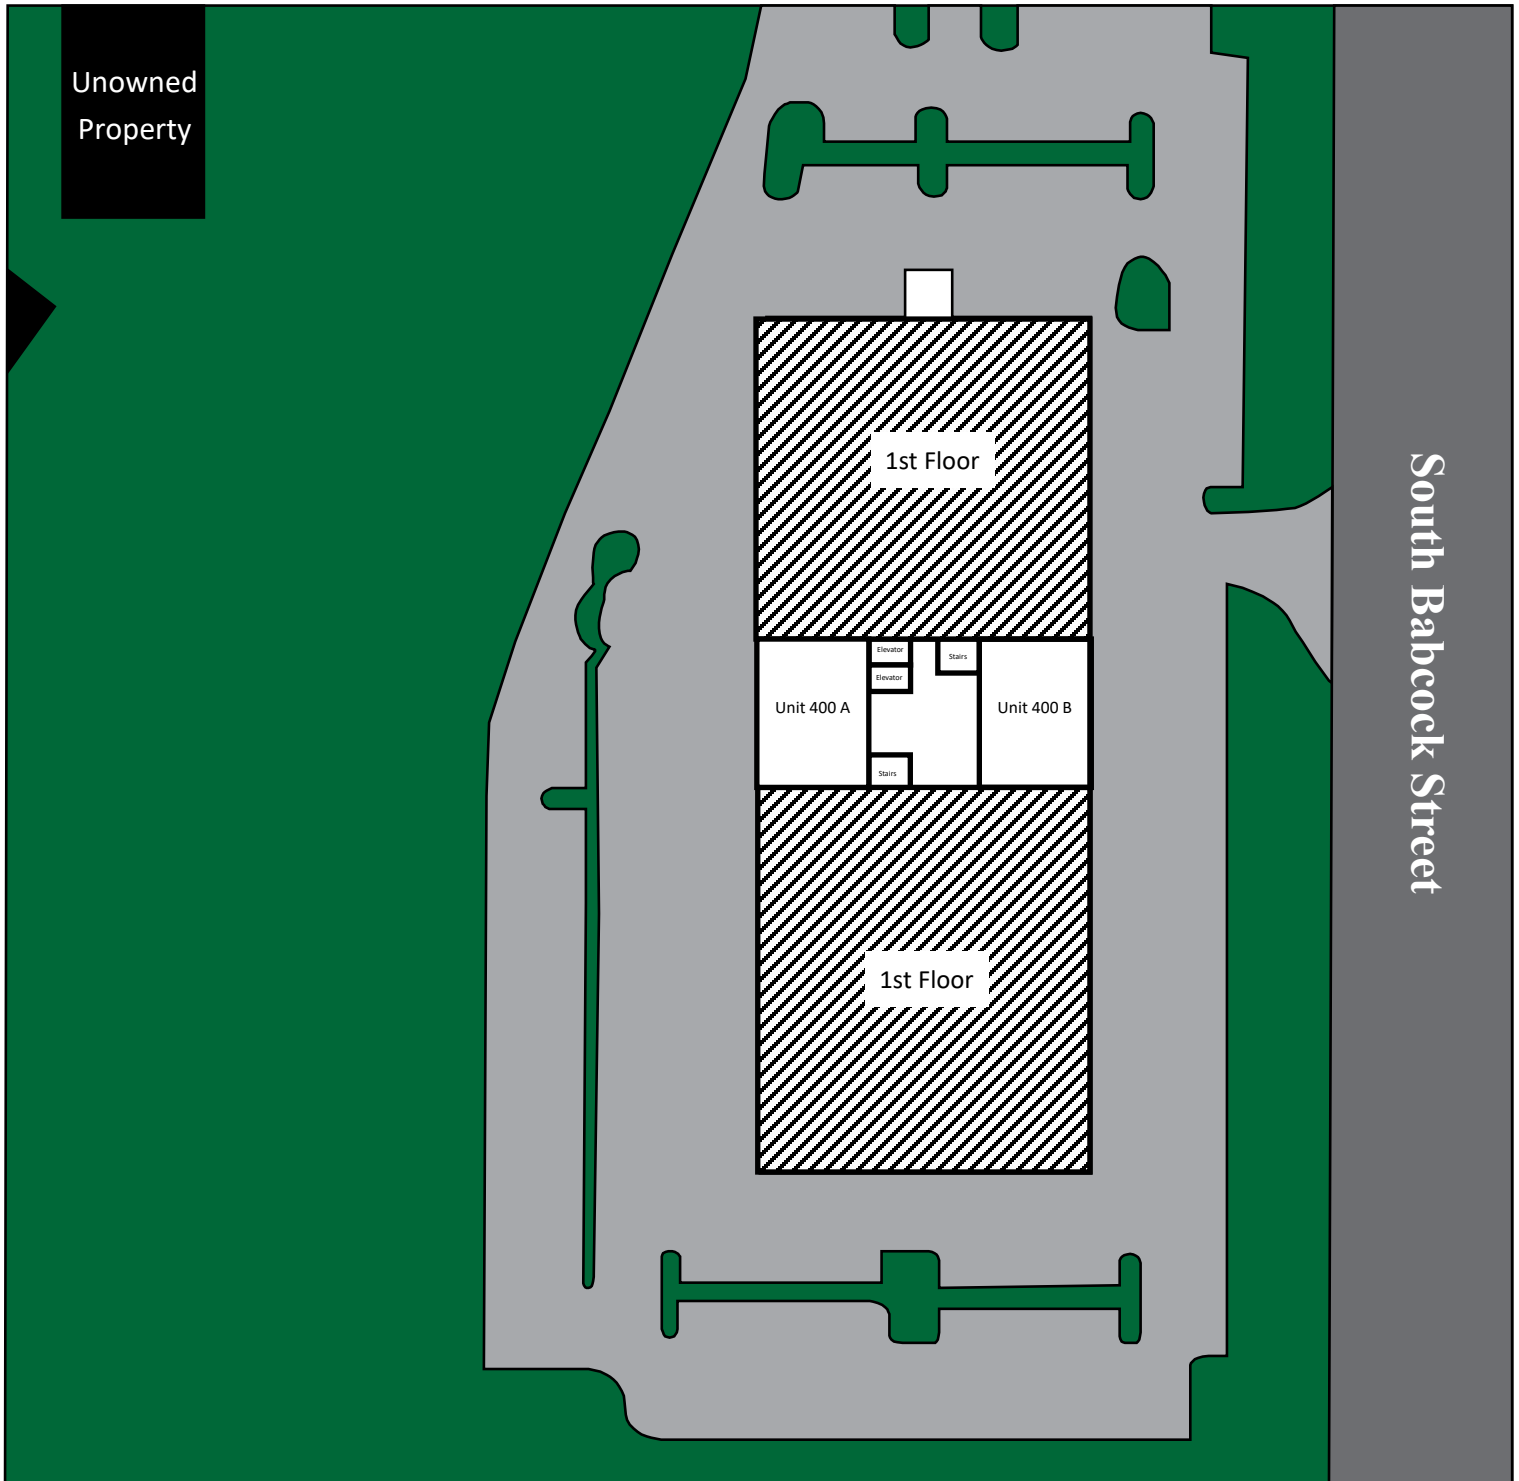 Unowned
Property
1st Floor
Elevator
Stairs
Elevator
Unit 400 A
Unit 400 B
Stairs
1st Floor
South Babcock Street